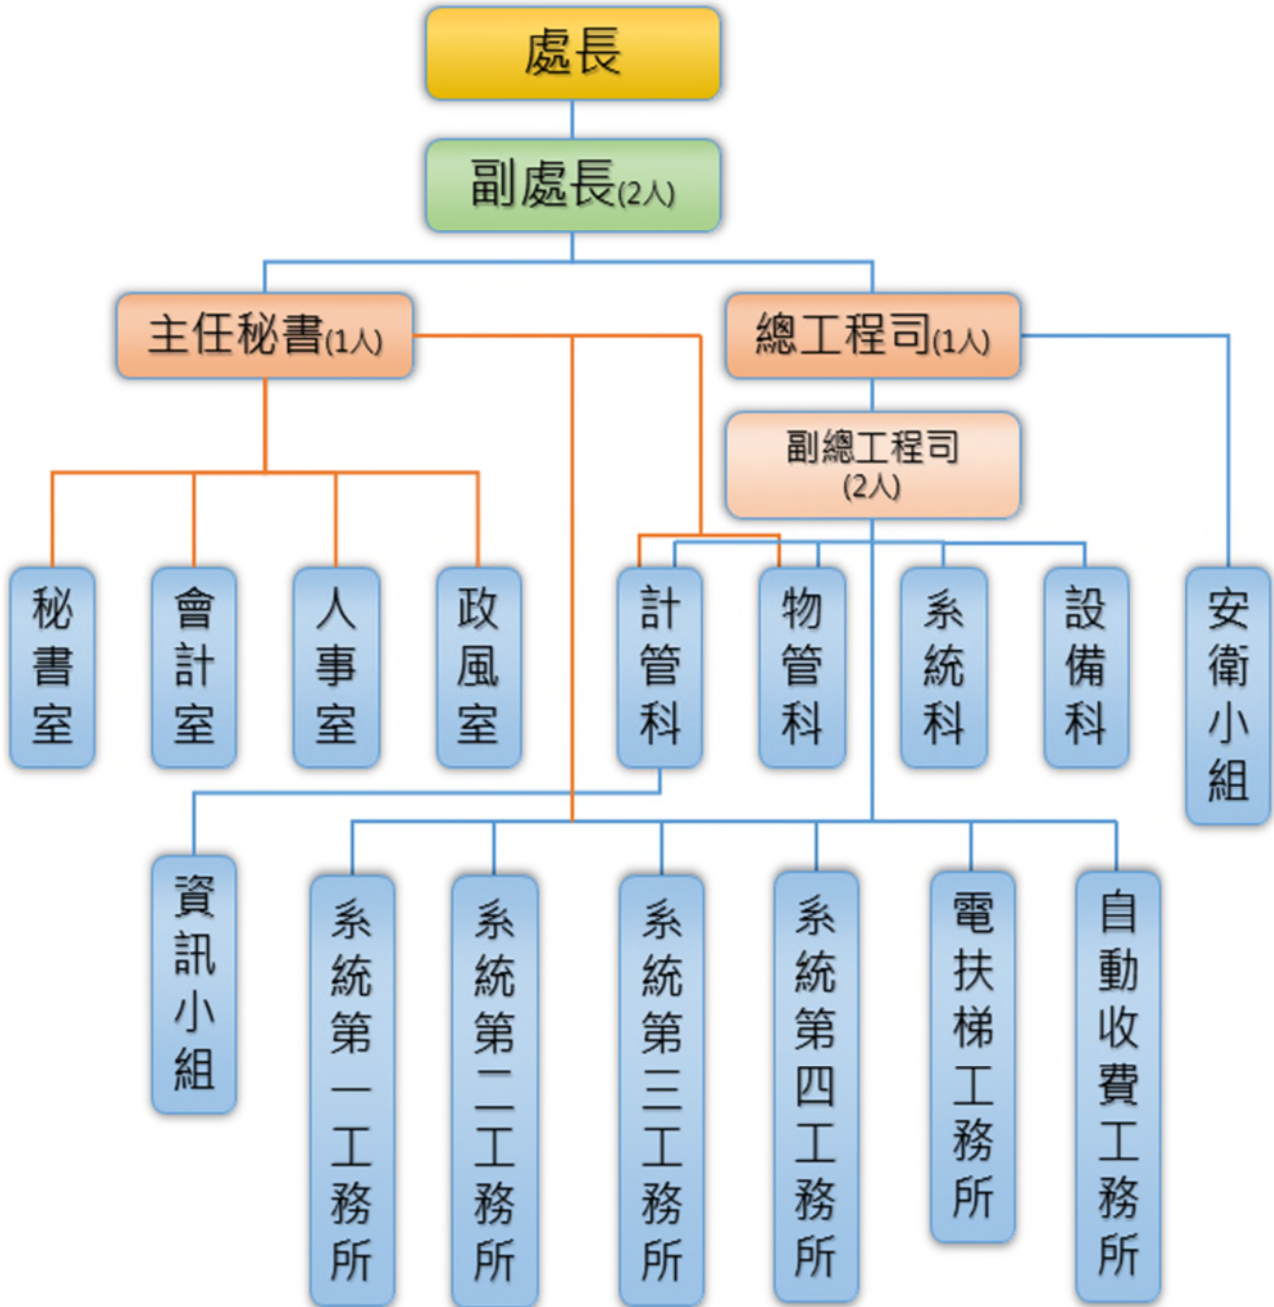 處長
副處長(2人)
主任秘書(1人)
總工程司(1人)
副總工程司
(2人)
秘書室
會計室
人事室
政風室
計管科
物管科
系統科
設備科
安衛小組
資訊小組
系統第一工務所
系統第二工務所
系統第三工務所
系統第四工務所
電扶梯工務所
自動收費工務所